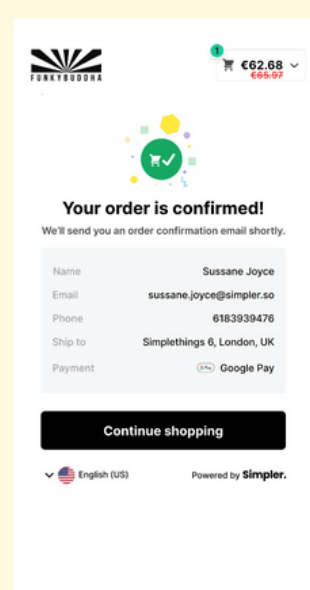 1
€62.68
€65.97
FUNKYBUDDHA
Your order is confirmed!
We'll send you an order confirmation email shortly.
Name Sussane Joyce
Email sussane.joyce@simpler.so
Phone 6183939476
Ship to Simplethings 6, London, UK
Payment G Pay Google Pay
Continue shopping
English (US) Powered by Simpler.